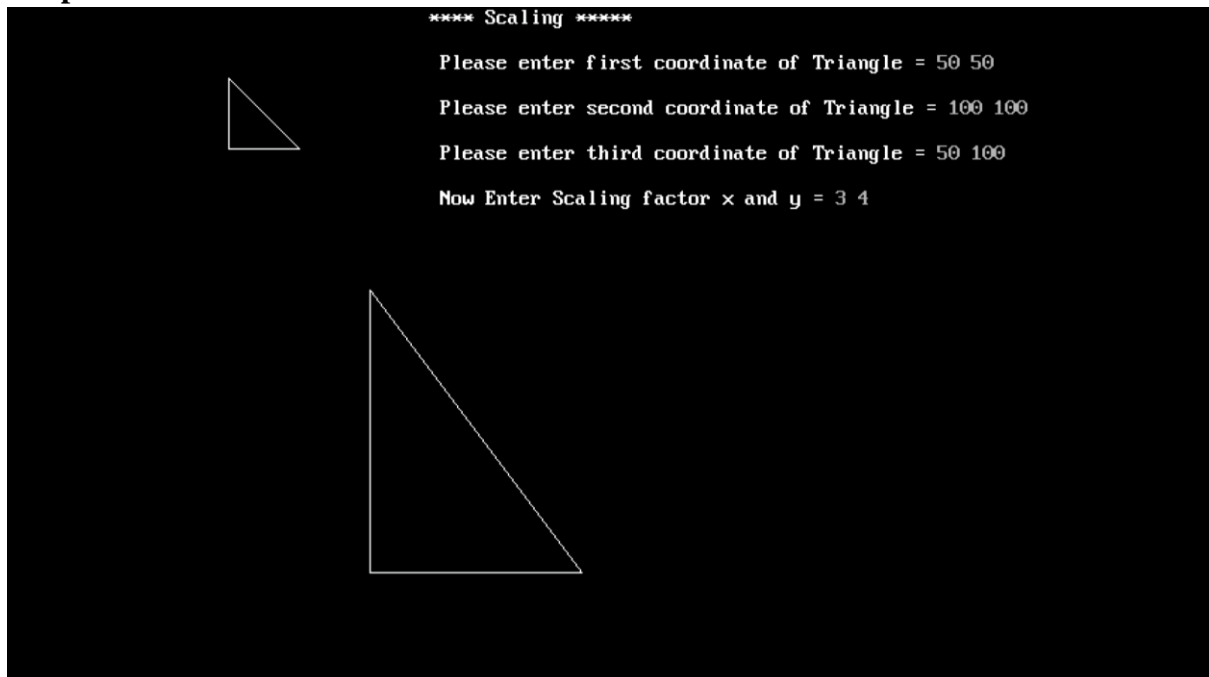 **** Scaling *****
Please enter first coordinate of Triangle = 50 50
Please enter second coordinate of Triangle = 100 100
Please enter third coordinate of Triangle = 50 100
Now Enter Scaling factor x and y = 3 4